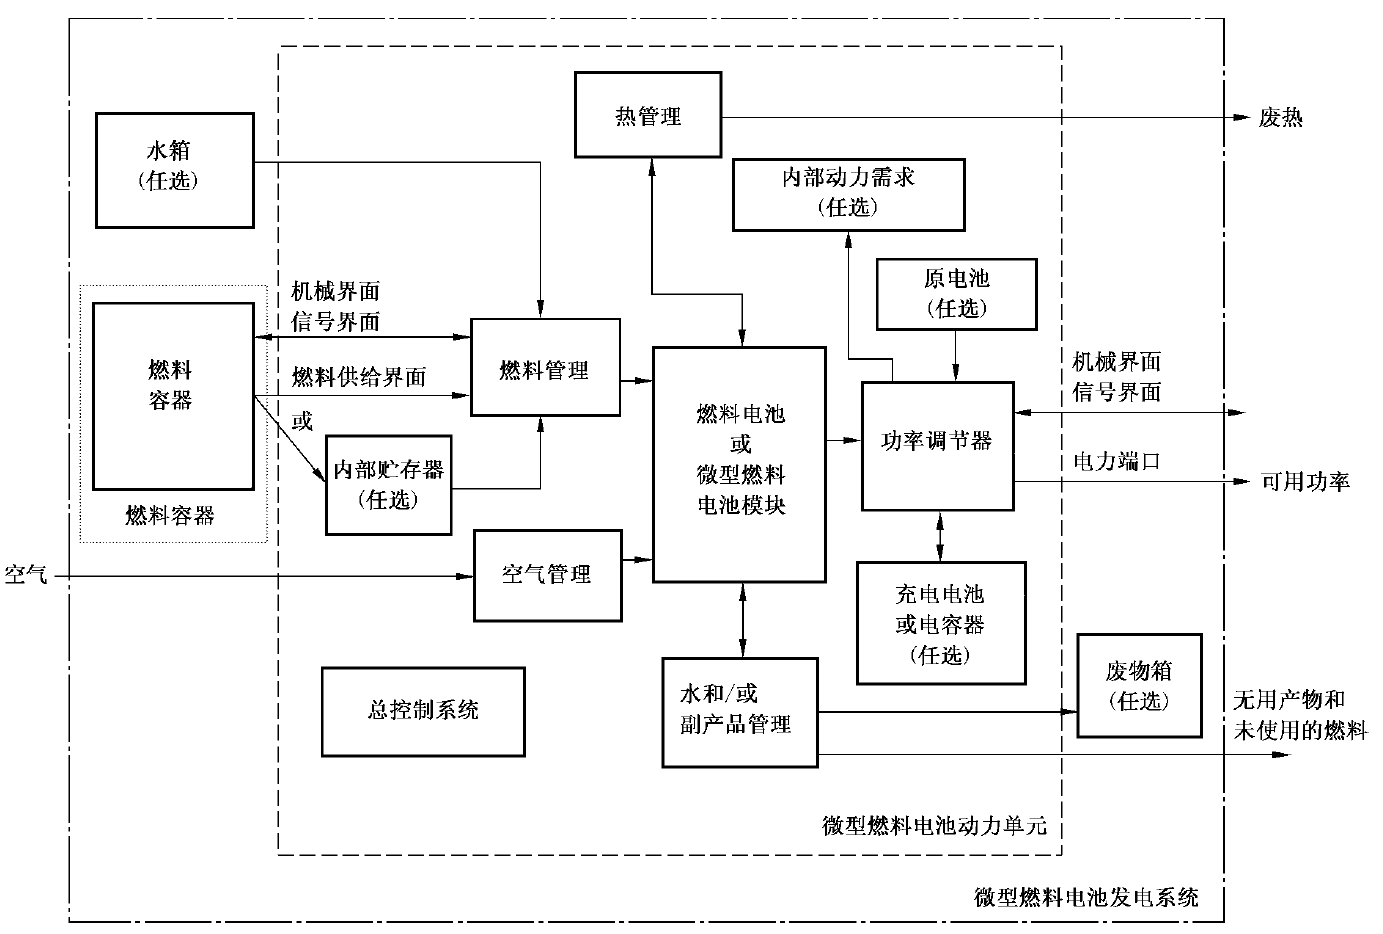 热管理
废热
水箱
(任选)
内部动力需求
(任选)
原电池
(任选)
机械界面
信号界面
燃料
容器
燃料管理
燃料供给界面
或
机械界面
信号界面
燃料电池
或
微型燃料
电池模块
功率调节器
电力端口
可用功率
内部贮存器
(任选)
燃料容器
空气
空气管理
充电电池
或电容器
(任选)
总控制系统
水和/或
副产品管理
废物箱
(任选)
无用产物和
未使用的燃料
微型燃料电池动力单元
微型燃料电池发电系统